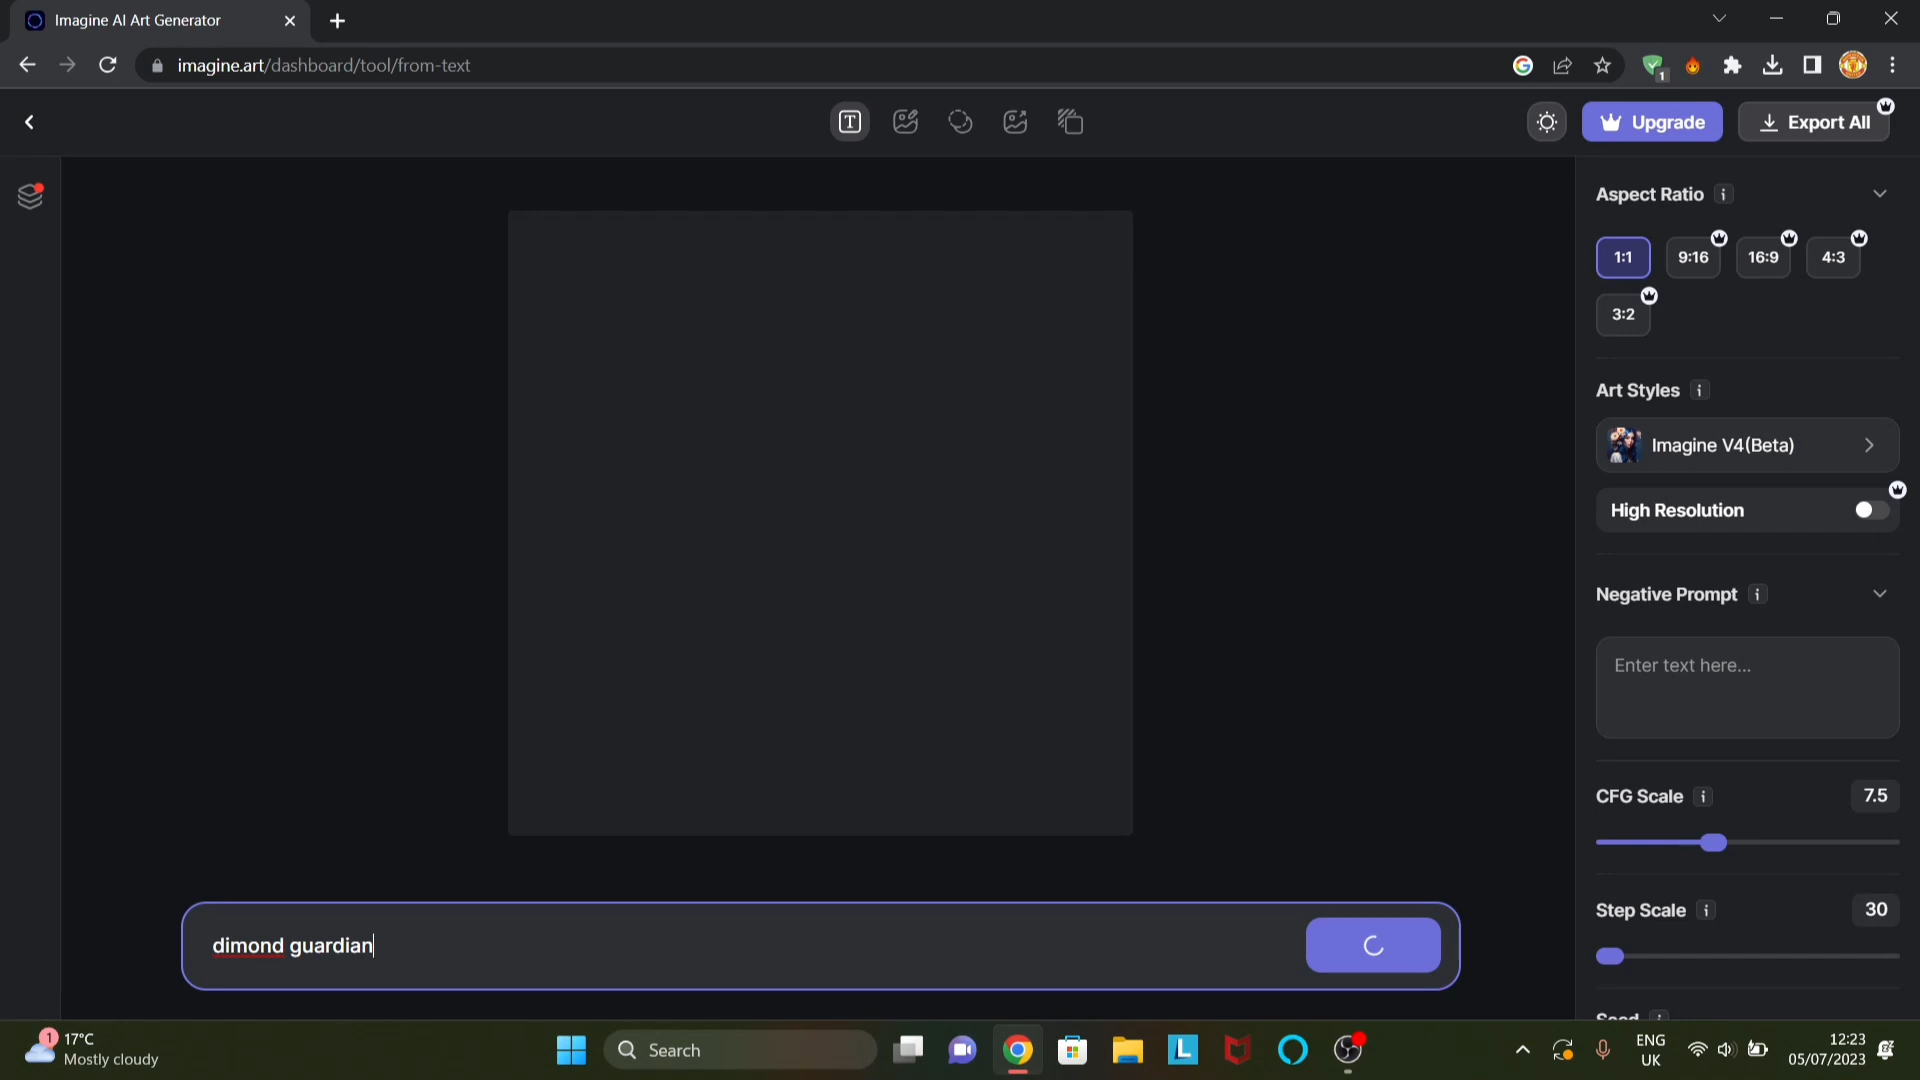 Imagine AI Art Generator
imagine.art/dashboard/tool/from-text
1
T
Upgrade
Export All
Aspect Ratio i
1:1 9:16 16:9 4:3
3:2
Art Styles i
Imagine V4(Beta)
High Resolution
Negative Prompt i
Enter text here...
CFG Scale i 7.5
Step Scale i 30
Seed i
dimond guardian
1
17°C
Mostly cloudy
Search
L
ENG
UK
12:23
05/07/2023